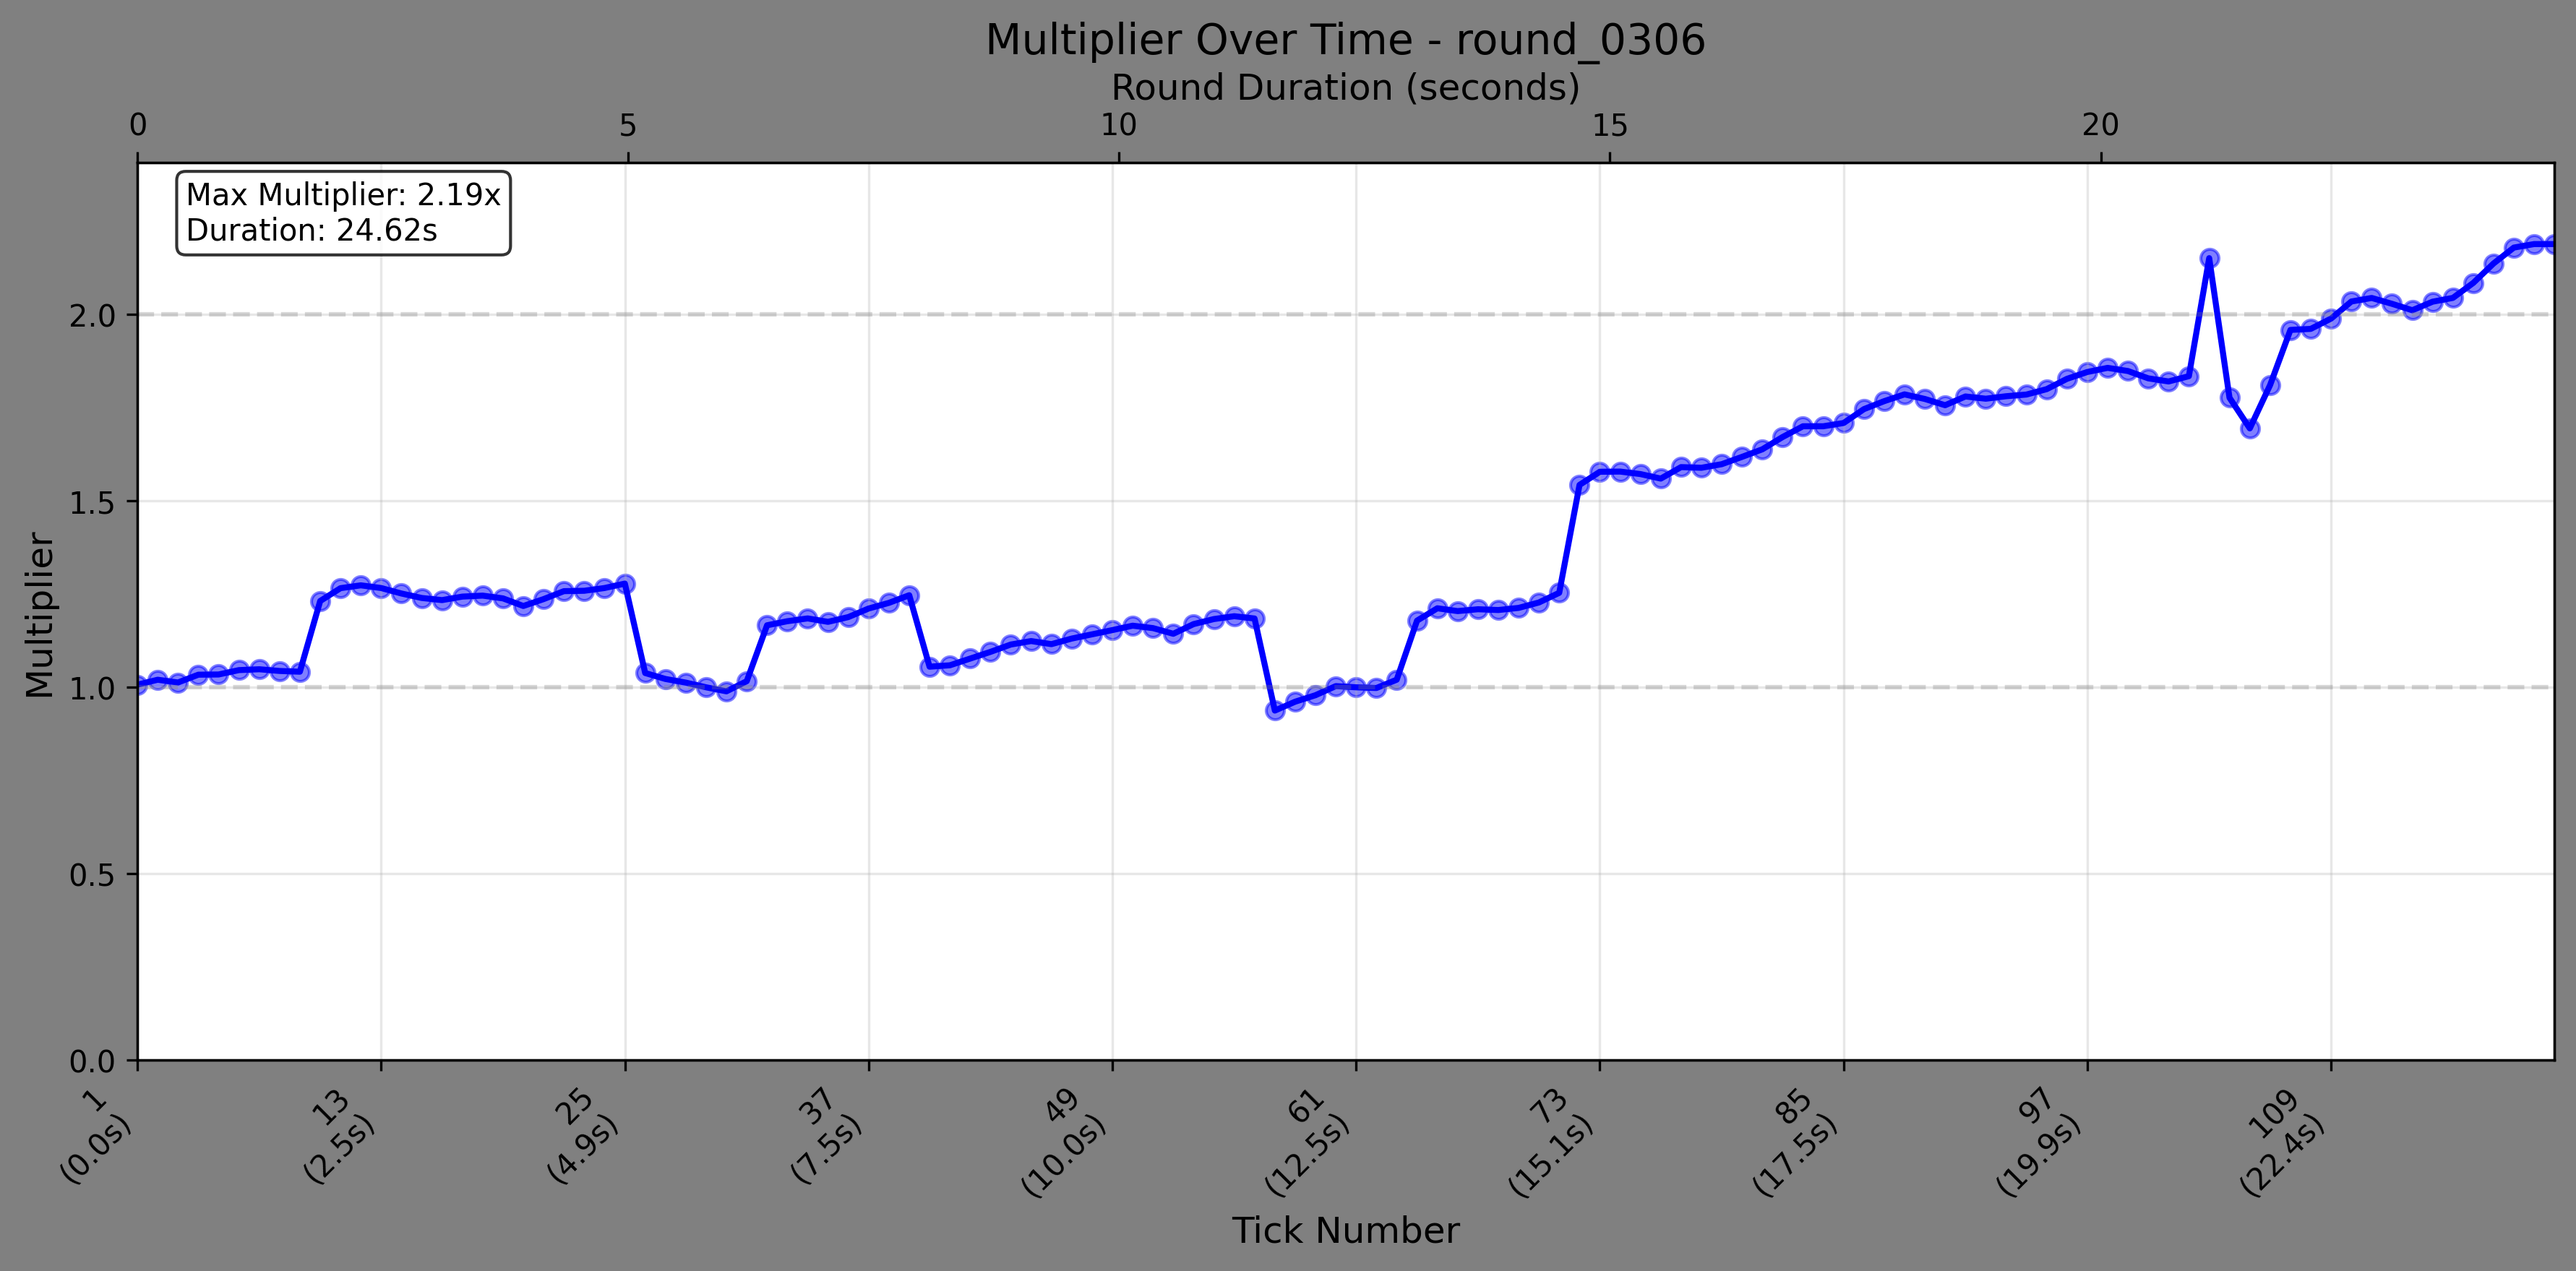 Multiplier Over Time - round_0306
Round Duration (seconds)
0 5 10 15 20
Max Multiplier: 2.19x
Duration: 24.62s
Multiplier
2.0
1.5
1.0
0.5
0.0
1
(0.0s)
13
(2.5s)
25
(4.9s)
37
(7.5s)
49
(10.0s)
61
(12.5s)
73
(15.1s)
85
(17.5s)
97
(19.9s)
109
(22.4s)
Tick Number